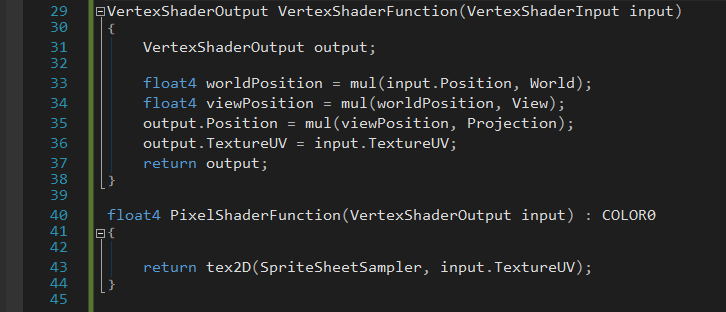 29 VertexShaderOutput VertexShaderFunction(VertexShaderInput input)
30 {
31     VertexShaderOutput output;
32
33     float4 worldPosition = mul(input.Position, World);
34     float4 viewPosition = mul(worldPosition, View);
35     output.Position = mul(viewPosition, Projection);
36     output.TextureUV = input.TextureUV;
37     return output;
38 }
39
40 float4 PixelShaderFunction(VertexShaderOutput input) : COLOR0
41 {
42
43     return tex2D(SpriteSheetSampler, input.TextureUV);
44 }
45